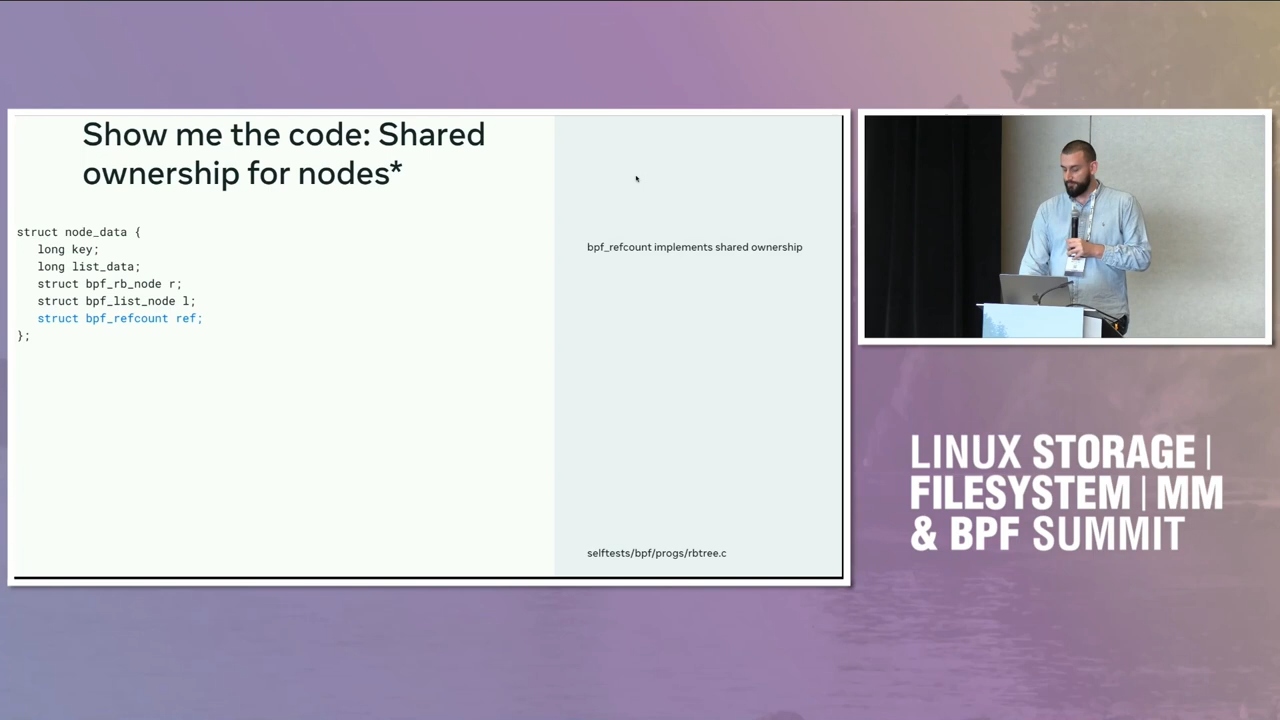 Show me the code: Shared
ownership for nodes*
struct node_data {
long key;
long list_data;
struct bpf_rb_node r;
struct bpf_list_node l;
struct bpf_refcount ref;
};
bpf_refcount implements shared ownership
selftests/bpf/progs/rbtree.c
LINUX STORAGE |
FILESYSTEM | MM
& BPF SUMMIT